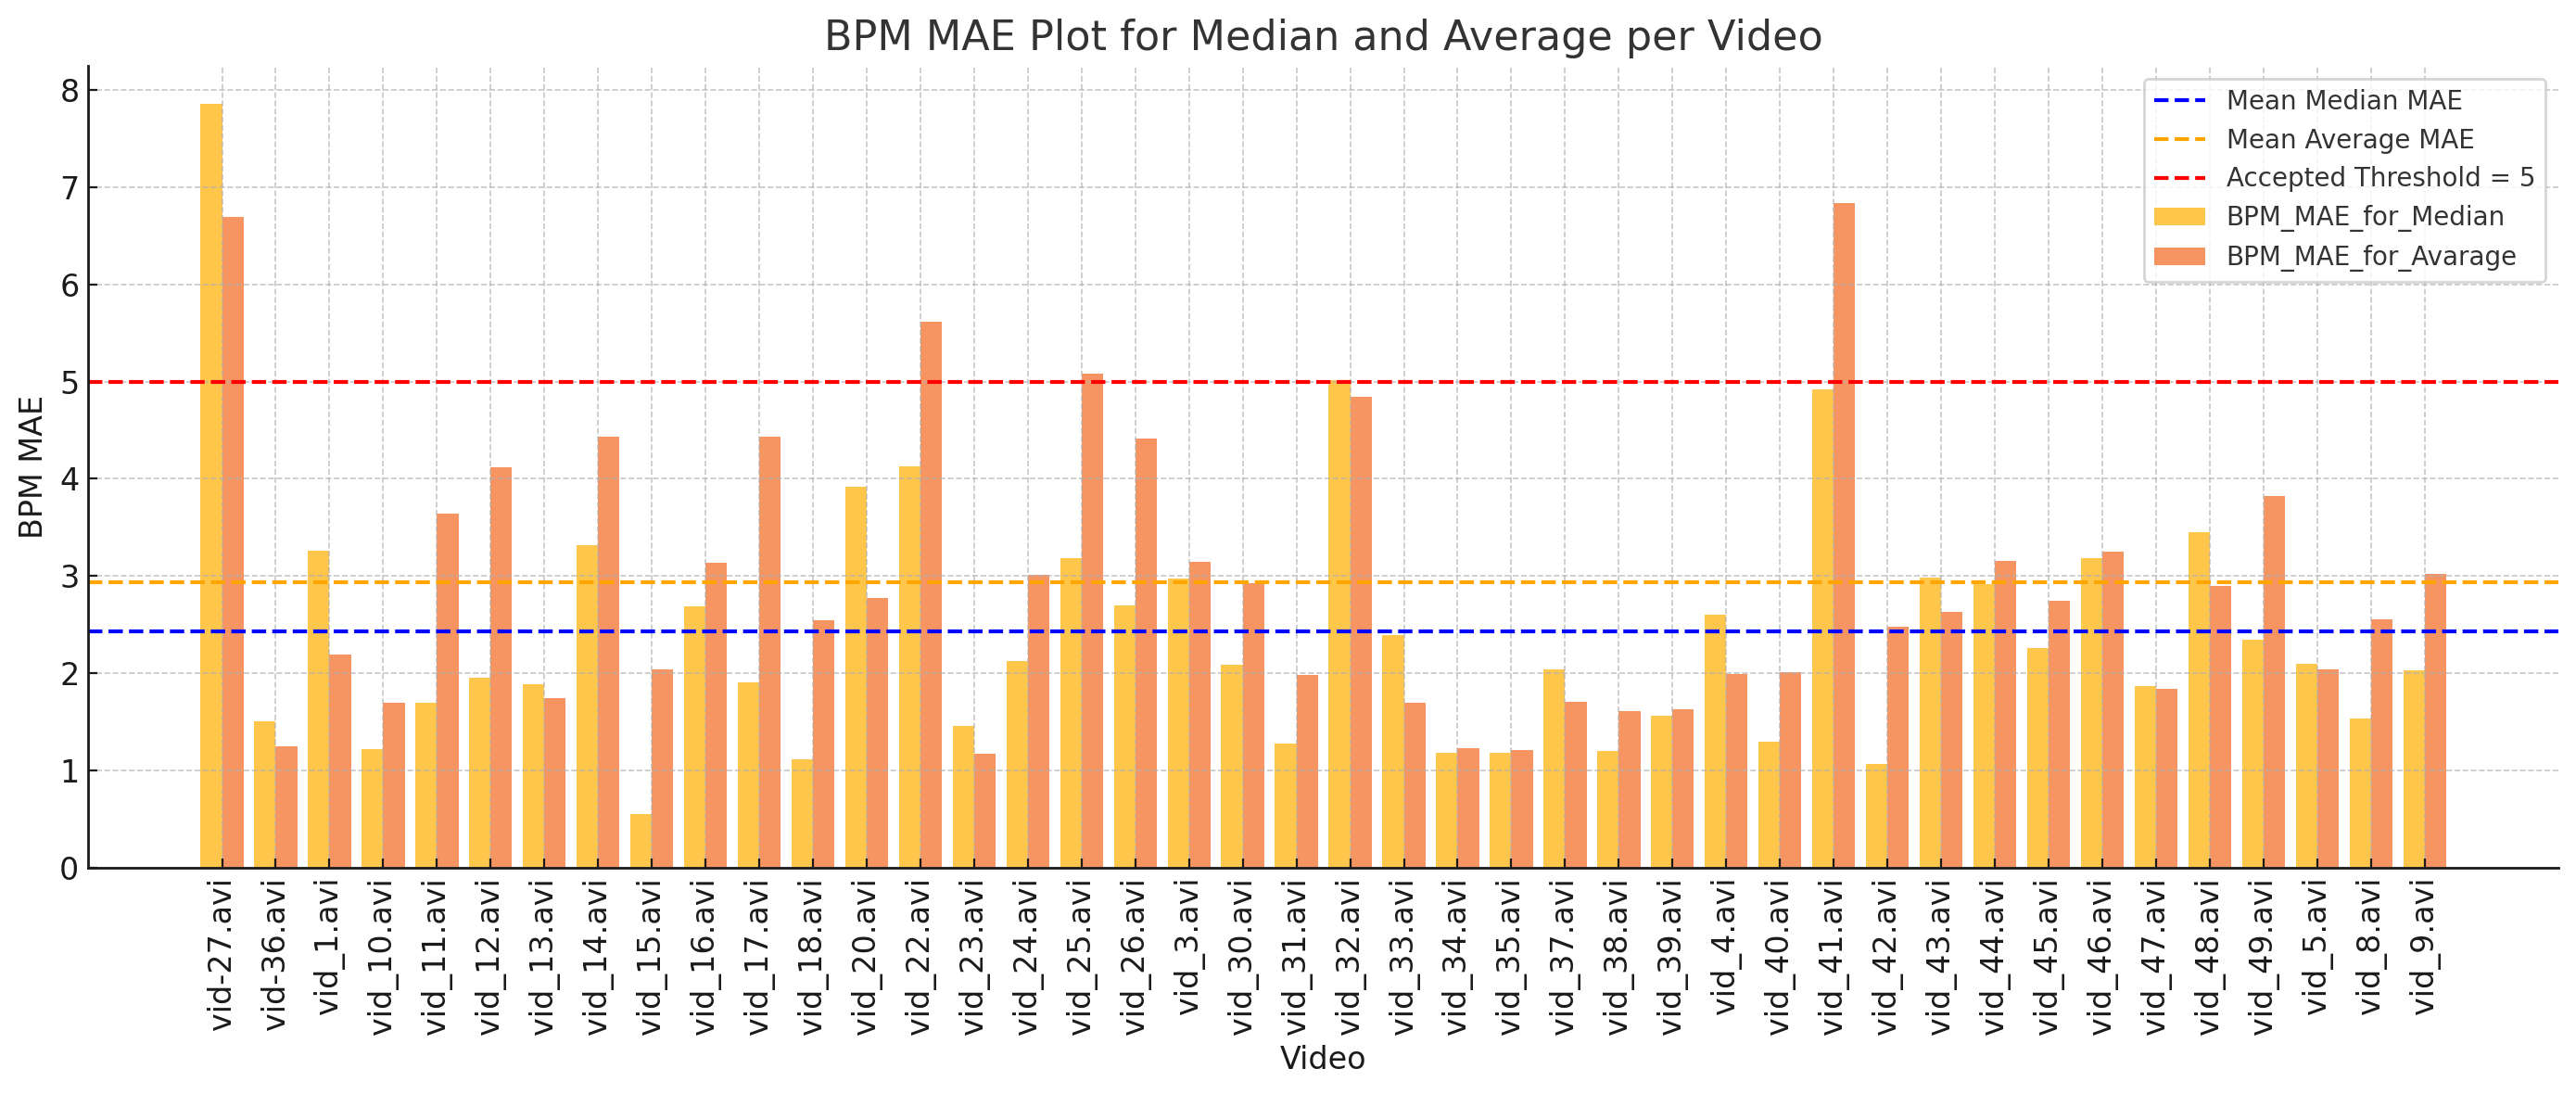 BPM MAE Plot for Median and Average per Video
8
7
6
5
4
3
2
1
0
BPM MAE
Mean Median MAE
Mean Average MAE
Accepted Threshold = 5
BPM_MAE_for_Median
BPM_MAE_for_Avarage
vid-27.avi
vid-36.avi
vid_1.avi
vid_10.avi
vid_11.avi
vid_12.avi
vid_13.avi
vid_14.avi
vid_15.avi
vid_16.avi
vid_17.avi
vid_18.avi
vid_20.avi
vid_22.avi
vid_23.avi
vid_24.avi
vid_25.avi
vid_26.avi
vid_3.avi
vid_30.avi
vid_31.avi
vid_32.avi
vid_33.avi
vid_34.avi
vid_35.avi
vid_37.avi
vid_38.avi
vid_39.avi
vid_4.avi
vid_40.avi
vid_41.avi
vid_42.avi
vid_43.avi
vid_44.avi
vid_45.avi
vid_46.avi
vid_47.avi
vid_48.avi
vid_49.avi
vid_5.avi
vid_8.avi
vid_9.avi
Video